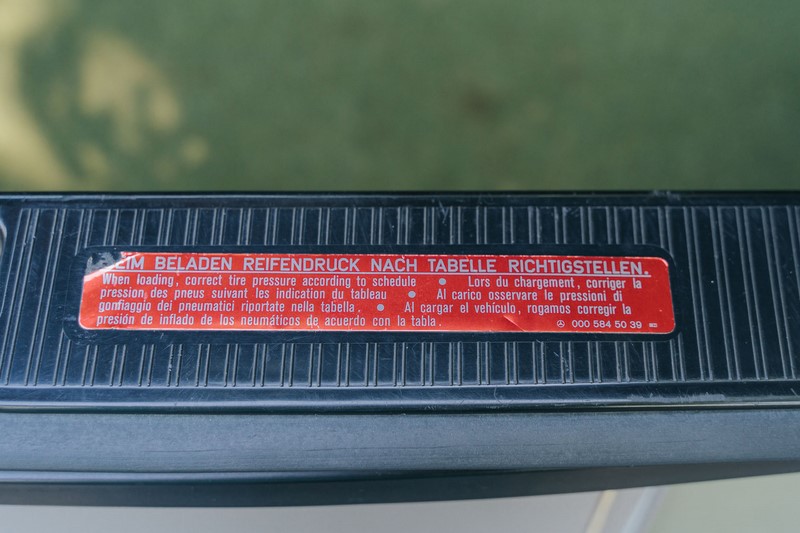 EIM BELADEN REIFENDRUCK NACH TABELLE RICHTIGSTELLEN.
When loading, correct tire pressure according to schedule • Lors du chargement, corriger la
pression des pneus suivant les indication du tableau • Al carico osservare le pressioni di
gonfiaggio dei pneumatici riportate nella tabella. • Al cargar el vehículo, rogamos corregir la
presión de inflado de los neumáticos de acuerdo con la tabla.
000 584 50 39